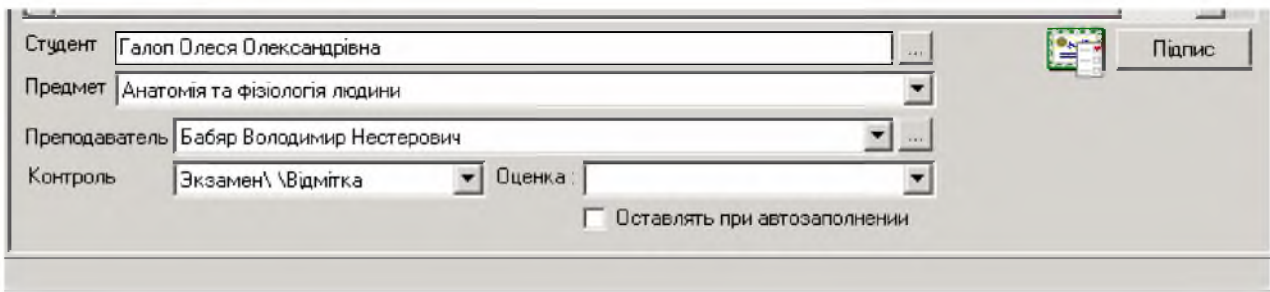 Студент Галоп Олеся Олександрівна ... Підпис
Предмет Анатомія та фізіологія людини
Преподаватель Бабяр Володимир Нестерович ...
Контроль Экзамен\ \Відмітка Оценка :
Оставлять при автозаполнении